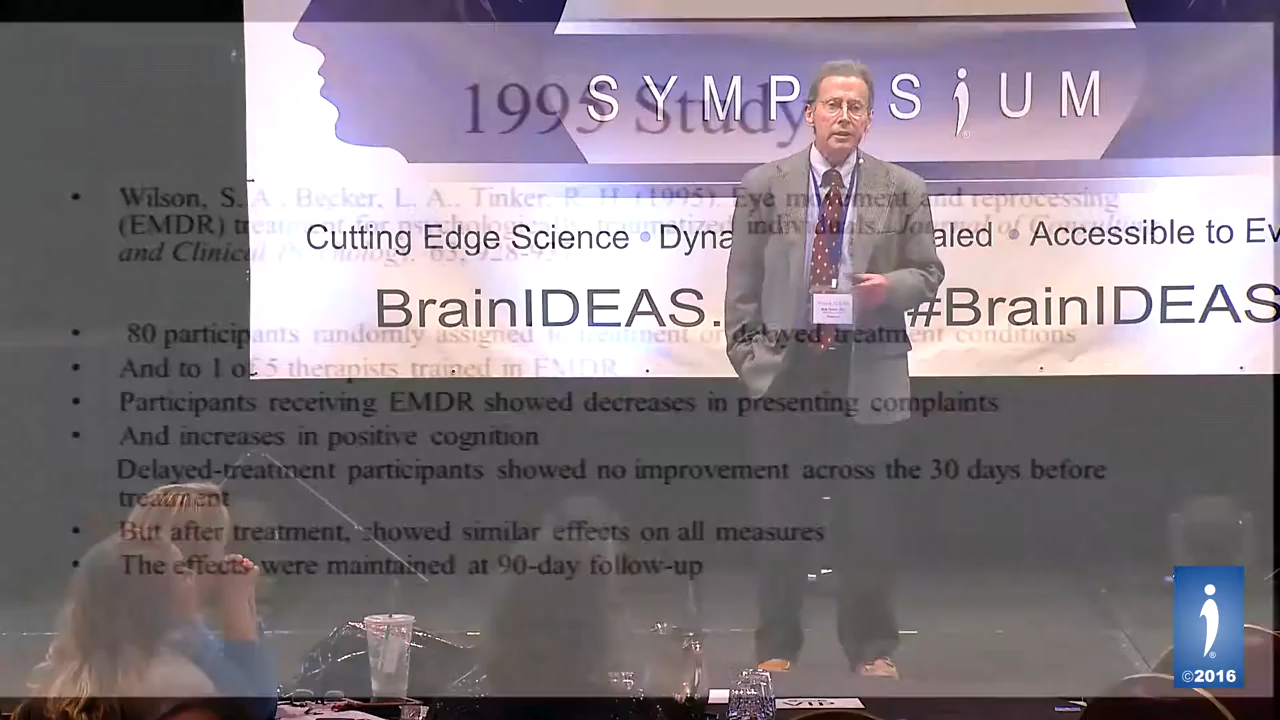 SYMPOSiUM
1995 Study
Wilson, S. A. Becker, L. A., Tinker, R. H. (1995). Eye movement and reprocessing
(EMDR) treatment for psychologically traumatized individuals. Journal of
and Clinical
Cutting Edge Science • Dyna aled • Accessible to Ev
BrainIDEAS. #BrainIDEAS
• 80 participants randomly assigned to treatment or delayed treatment conditions
• And to 1 of 5 therapists trained in EMDR
• Participants receiving EMDR showed decreases in presenting complaints
• And increases in positive cognition
Delayed-treatment participants showed no improvement across the 30 days before
treatment
• But after treatment, showed similar effects on all measures
• The effects were maintained at 90-day follow-up
VIP
©2016